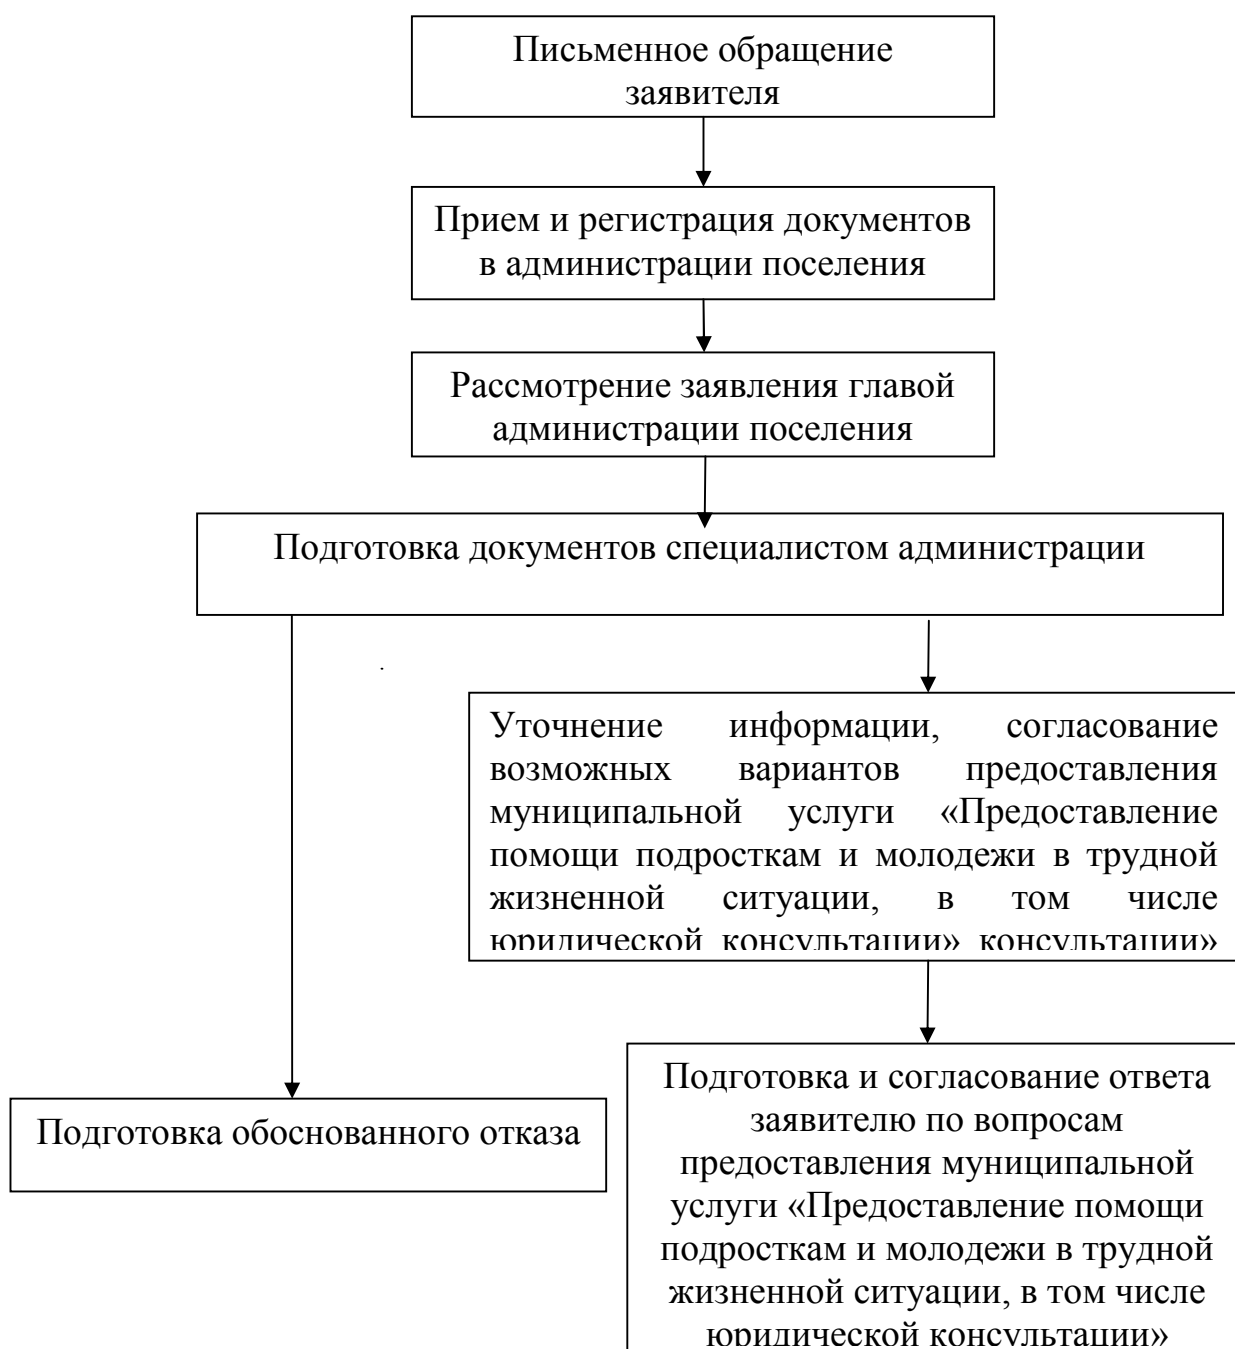 Письменное обращение
заявителя
Прием и регистрация документов
в администрации поселения
Рассмотрение заявления главой
администрации поселения
Подготовка документов специалистом администрации
Уточнение информации, согласование
возможных вариантов предоставления
муниципальной услуги «Предоставление
помощи подросткам и молодежи в трудной
жизненной ситуации, в том числе
юридической консультации» консультации»
Подготовка обоснованного отказа
Подготовка и согласование ответа
заявителю по вопросам
предоставления муниципальной
услуги «Предоставление помощи
подросткам и молодежи в трудной
жизненной ситуации, в том числе
юридической консультации»